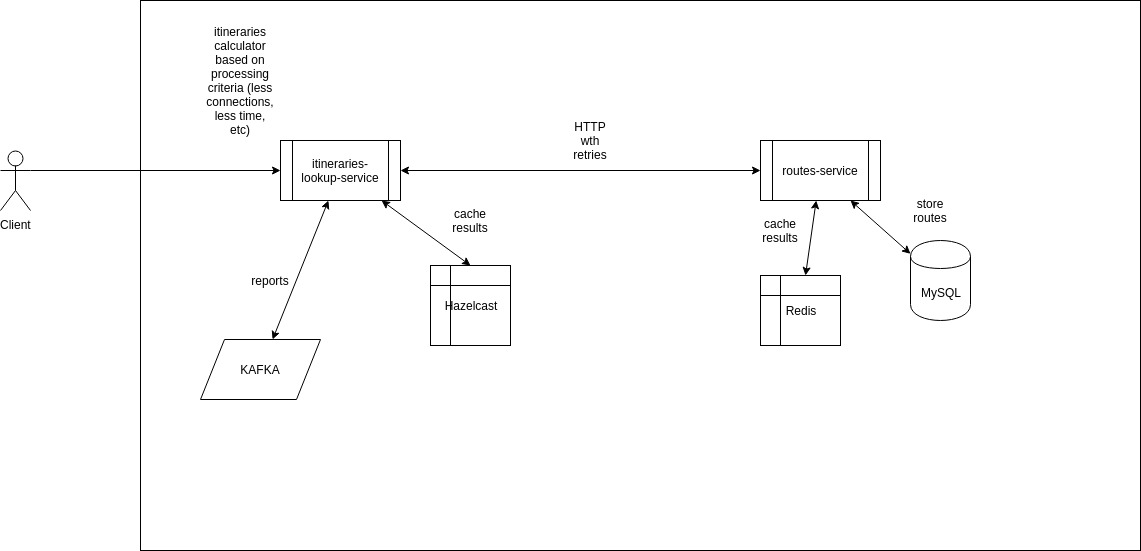 itineraries
calculator
based on
processing
criteria (less
connections,
less time,
etc)
HTTP
wth
retries
itineraries-
lookup-service
routes-service
Client
cache
results
cache
results
store
routes
reports
Hazelcast
Redis
MySQL
KAFKA